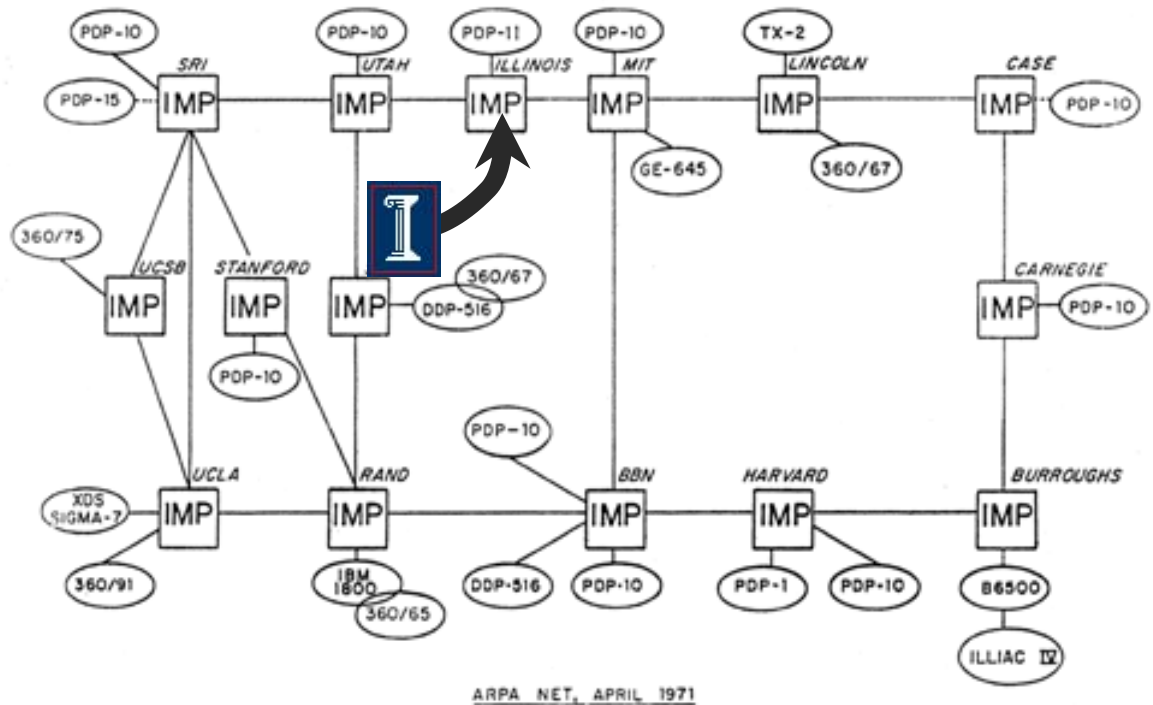 PDP-10
PDP-10
PDP-11
PDP-10
TX-2
SRI
UTAH
ILLINOIS
MIT
LINCOLN
CASE
PDP-15
IMP
IMP
IMP
IMP
IMP
IMP
PDP-10
GE-645
360/67
I
360/75
UCSB
STANFORD
360/67
CARNEGIE
IMP
IMP
DDP-516
IMP
PDP-10
PDP-10
PDP-10
UCLA
RAND
BBN
HARVARD
BURROUGHS
XDS
SIGMA-7
IMP
IMP
IMP
IMP
IMP
360/91
IBM
1800
360/65
DDP-516
PDP-10
PDP-1
PDP-10
B6500
ILLIAC IV
ARPA NET, APRIL 1971